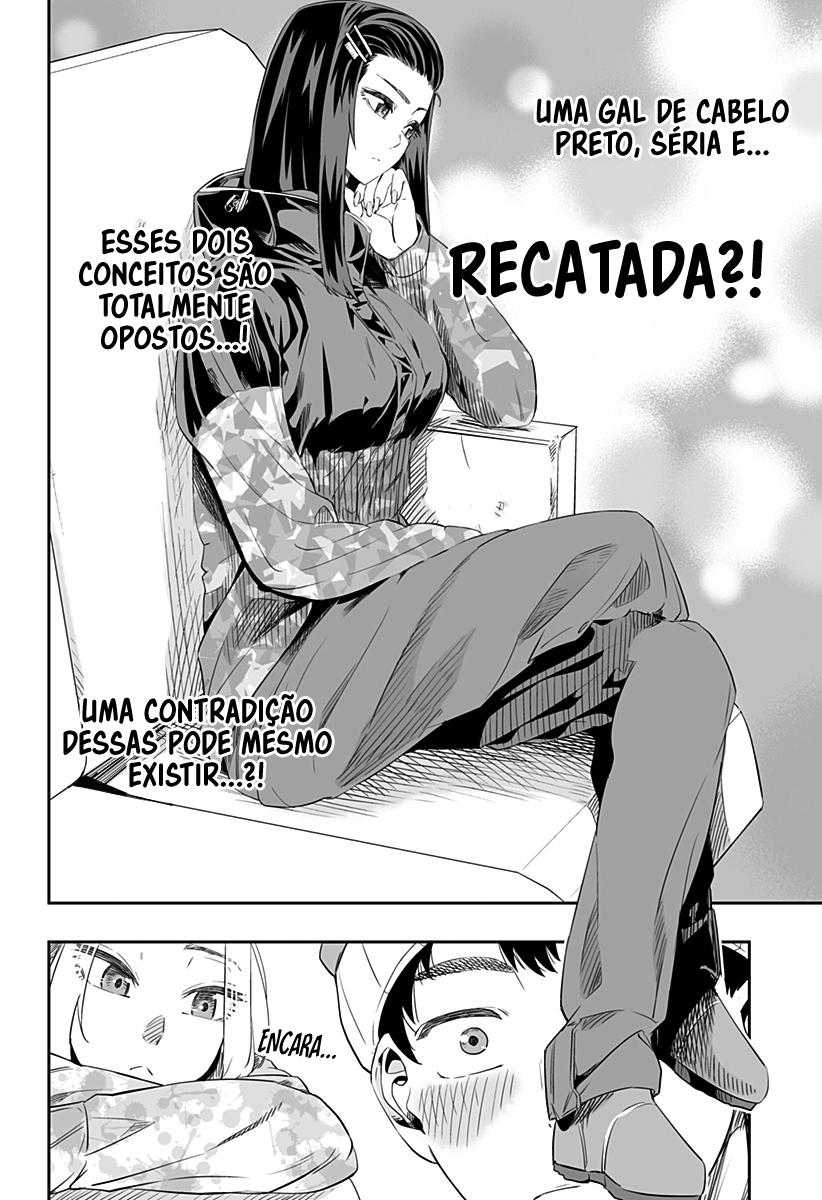 UMA GAL DE CABELO
PRETO, SÉRIA E...
RECATADA?!
ESSES DOIS
CONCEITOS SÃO
TOTALMENTE
OPOSTOS...!
UMA CONTRADIÇÃO
DESSAS PODE MESMO
EXISTIR...?!
ENCARA...